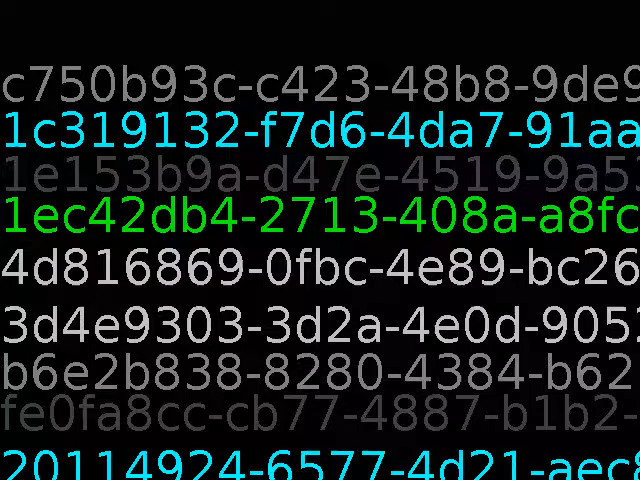 c750b93c-c423-48b8-9de9
1c319132-f7d6-4da7-91aa
1e153b9a-d47e-4519-9a5
1ec42db4-2713-408a-a8fc
4d816869-0fbc-4e89-bc26
3d4e9303-3d2a-4e0d-905
b6e2b838-8280-4384-b62
fe0fa8cc-cb77-4887-b1b2-
20114924-6577-4d21-aec8